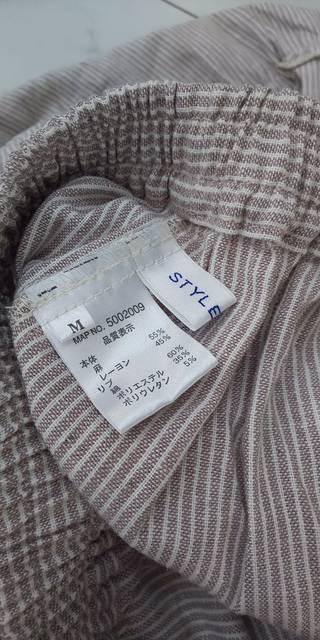 M
MAP NO. 5002009
品質表示
本体
麻 55%
レーヨン 45%
リブ
綿 60%
ポリエステル 35%
ポリウレタン 5%
STYLE